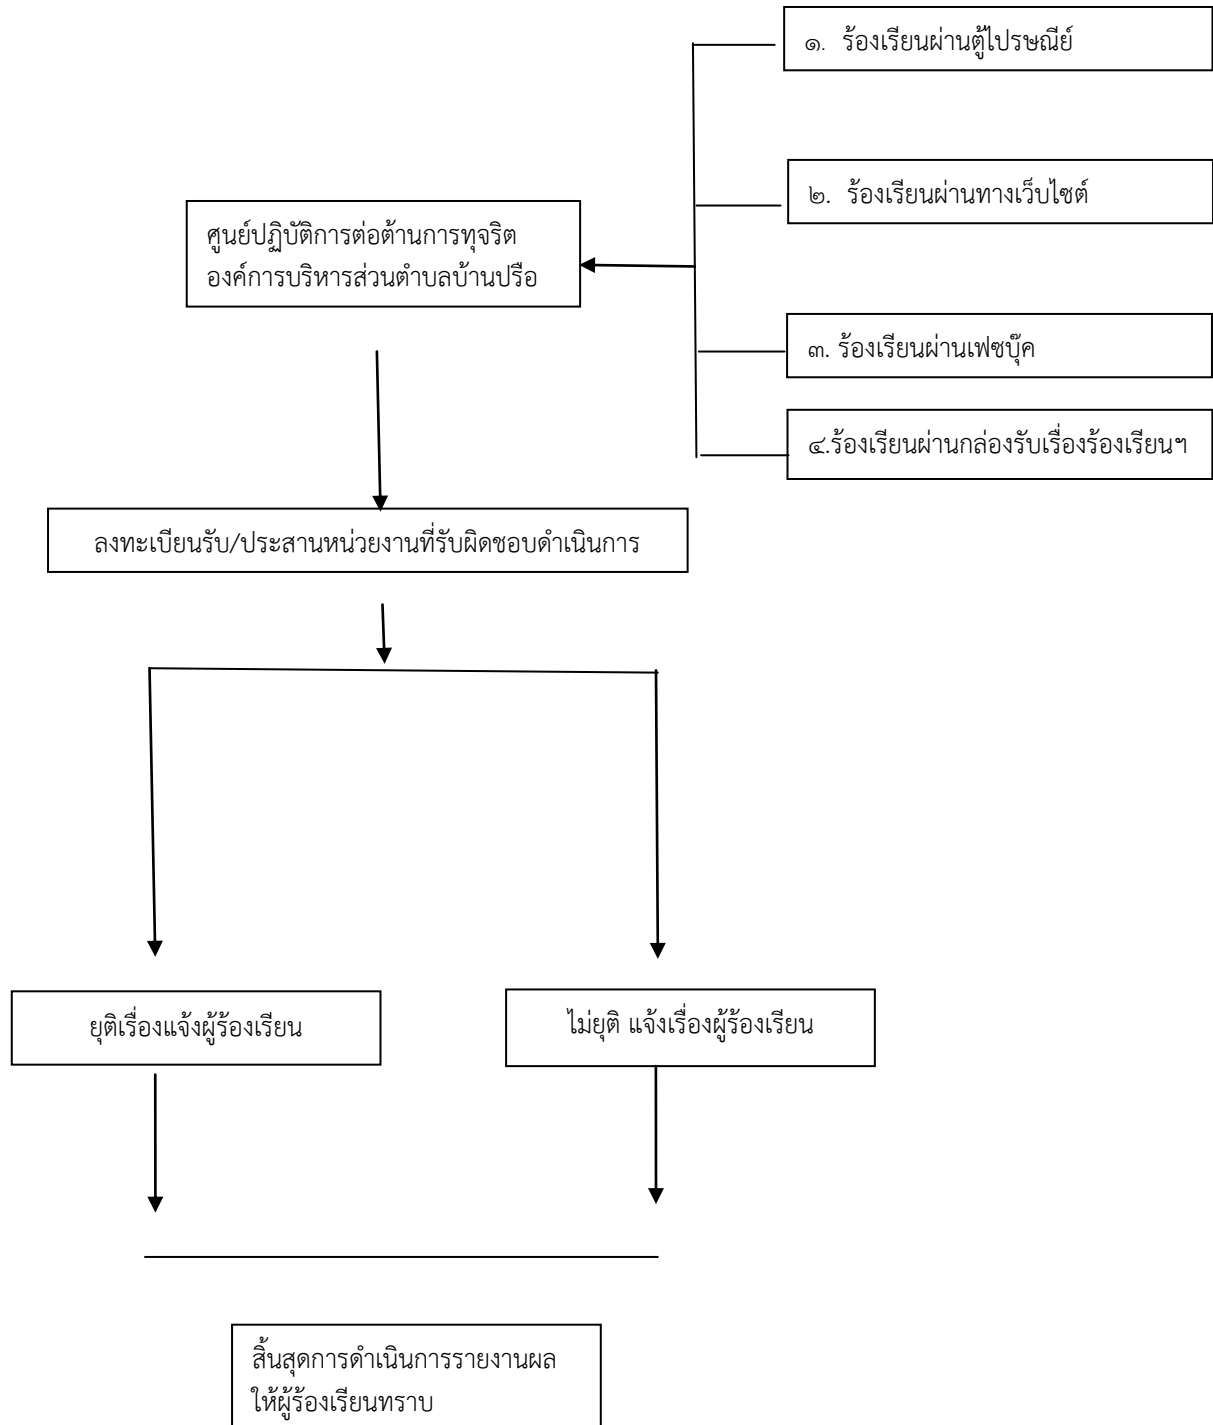 ๑. ร้องเรียนผ่านตู้ไปรษณีย์
๒. ร้องเรียนผ่านทางเว็บไซต์
ศูนย์ปฏิบัติการต่อต้านการทุจริต
องค์การบริหารส่วนตำบลบ้านปรือ
๓. ร้องเรียนผ่านเฟซบุ๊ค
๔.ร้องเรียนผ่านกล่องรับเรื่องร้องเรียนฯ
ลงทะเบียนรับ/ประสานหน่วยงานที่รับผิดชอบดำเนินการ
ยุติเรื่องแจ้งผู้ร้องเรียน
ไม่ยุติ แจ้งเรื่องผู้ร้องเรียน
สิ้นสุดการดำเนินการรายงานผล
ให้ผู้ร้องเรียนทราบ